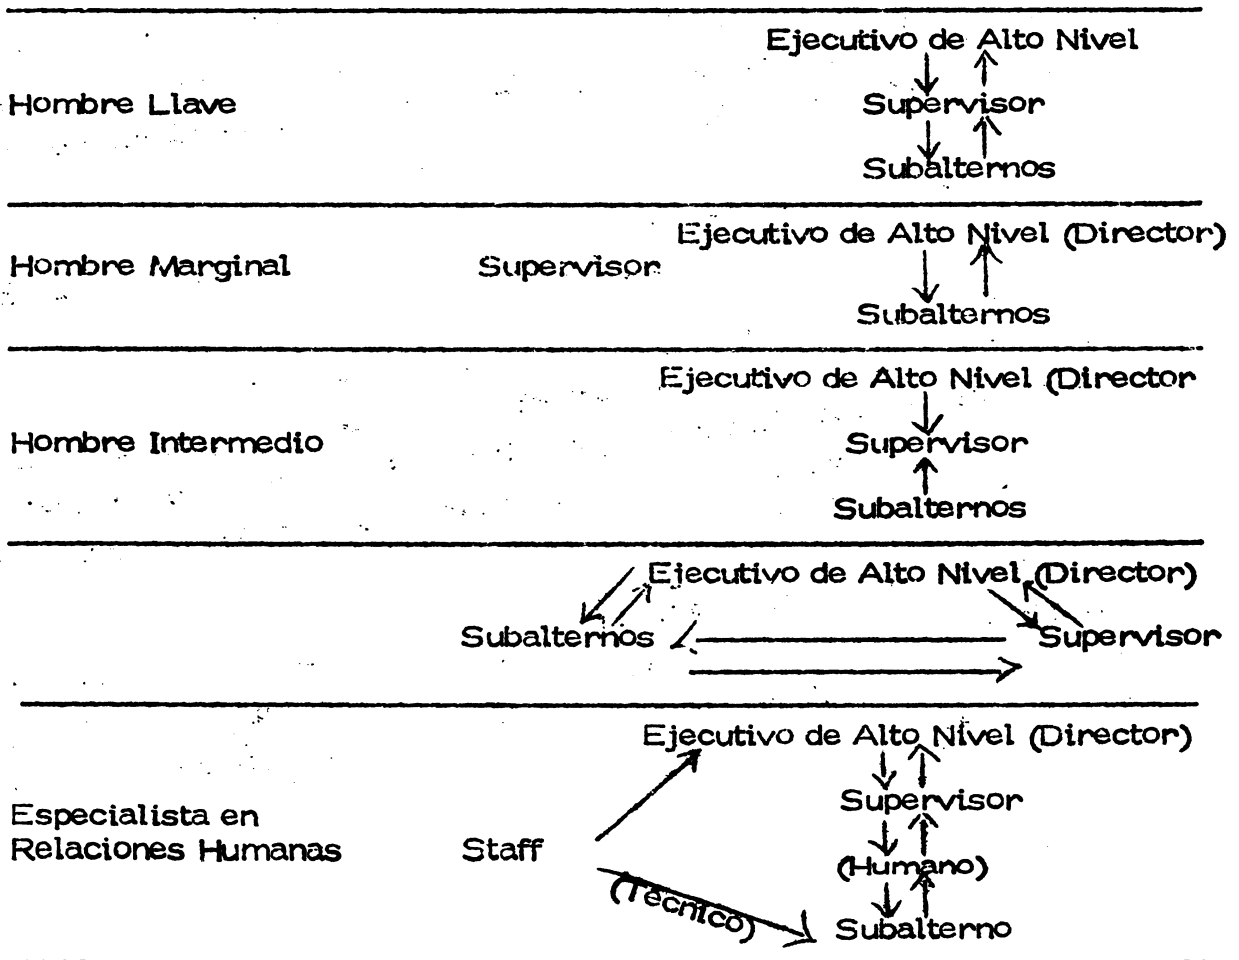 Ejecutivo de Alto Nivel
Hombre Llave
Supervisor
Subalternos
Ejecutivo de Alto Nivel (Director)
Hombre Marginal
Supervisor
Subalternos
Ejecutivo de Alto Nivel (Director
Hombre Intermedio
Supervisor
Subalternos
Ejecutivo de Alto Nivel (Director)
Subalternos
Supervisor
Ejecutivo de Alto Nivel (Director)
Supervisor
Especialista en
Relaciones Humanas
Staff
(Humano)
(Técnico)
Subalterno